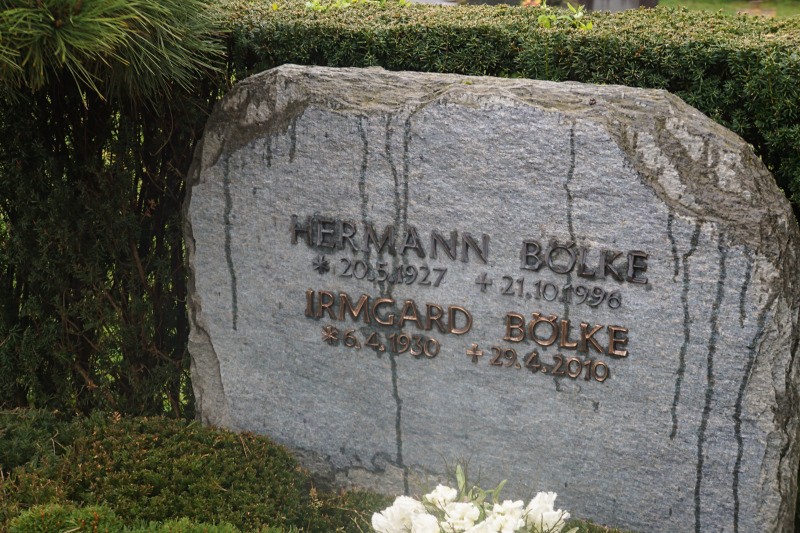 HERMANN BÖLKE
* 20.5.1927 + 21.10.1996
IRMGARD BÖLKE
* 6.4.1930 + 29.4.2010